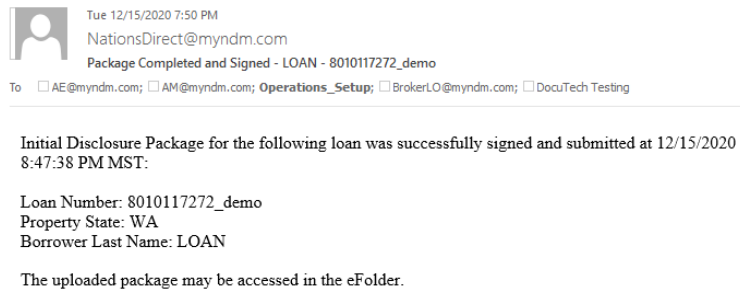 Tue 12/15/2020 7:50 PM
NationsDirect@myndm.com
Package Completed and Signed - LOAN - 8010117272_demo
To AE@myndm.com; AM@myndm.com; Operations_Setup; BrokerLO@myndm.com; DocuTech Testing
Initial Disclosure Package for the following loan was successfully signed and submitted at 12/15/2020
8:47:38 PM MST:
Loan Number: 8010117272_demo
Property State: WA
Borrower Last Name: LOAN
The uploaded package may be accessed in the eFolder.